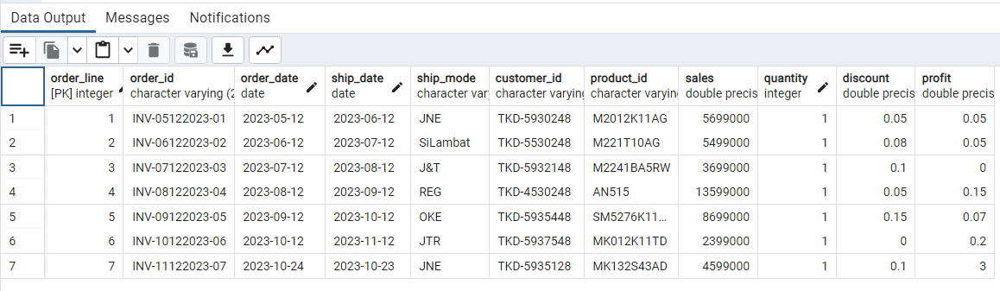 Data Output Messages Notifications
order_line order_id order_date ship_date ship_mode customer_id product_id sales quantity discount profit
[PK] integer character varying (2 date date character var character varying character varyin double precis integer double precis double precis
1 1 INV-05122023-01 2023-05-12 2023-06-12 JNE TKD-5930248 M2012K11AG 5699000 1 0.05 0.05
2 2 INV-06122023-02 2023-06-12 2023-07-12 SiLambat TKD-5530248 M221T10AG 5499000 1 0.08 0.05
3 3 INV-07122023-03 2023-07-12 2023-08-12 J&T TKD-5932148 M2241BA5RW 3699000 1 0.1 0
4 4 INV-08122023-04 2023-08-12 2023-09-12 REG TKD-4530248 AN515 13599000 1 0.05 0.15
5 5 INV-09122023-05 2023-09-12 2023-10-12 OKE TKD-5935448 SM5276K11... 8699000 1 0.15 0.07
6 6 INV-10122023-06 2023-10-12 2023-11-12 JTR TKD-5937548 MK012K11TD 2399000 1 0 0.2
7 7 INV-11122023-07 2023-10-24 2023-10-23 JNE TKD-5935128 MK132S43AD 4599000 1 0.1 3